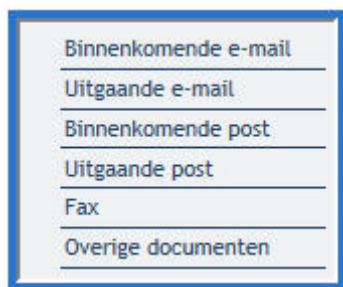 Binnenkomende e-mail
Uitgaande e-mail
Binnenkomende post
Uitgaande post
Fax
Overige documenten